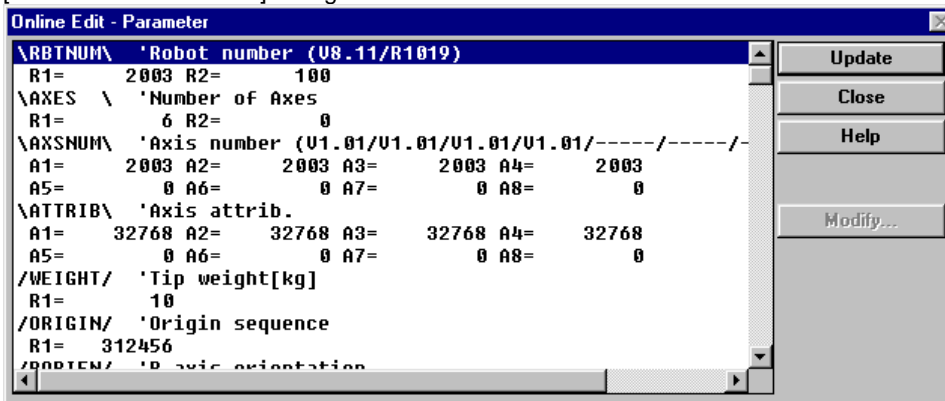 Online Edit - Parameter
\RBTNUM\ 'Robot number (V8.11/R1019)
R1= 2003 R2= 100
\AXES \ 'Number of Axes
R1= 6 R2= 0
\AXSNUM\ 'Axis number (V1.01/V1.01/V1.01/V1.01/-----/-----/-
A1= 2003 A2= 2003 A3= 2003 A4= 2003
A5= 0 A6= 0 A7= 0 A8= 0
\ATTRIB\ 'Axis attrib.
A1= 32768 A2= 32768 A3= 32768 A4= 32768
A5= 0 A6= 0 A7= 0 A8= 0
/WEIGHT/ 'Tip weight[kg]
R1= 10
/ORIGIN/ 'Origin sequence
R1= 312456
/RORIEN/ 'R axis orientation
Update
Close
Help
Modify...